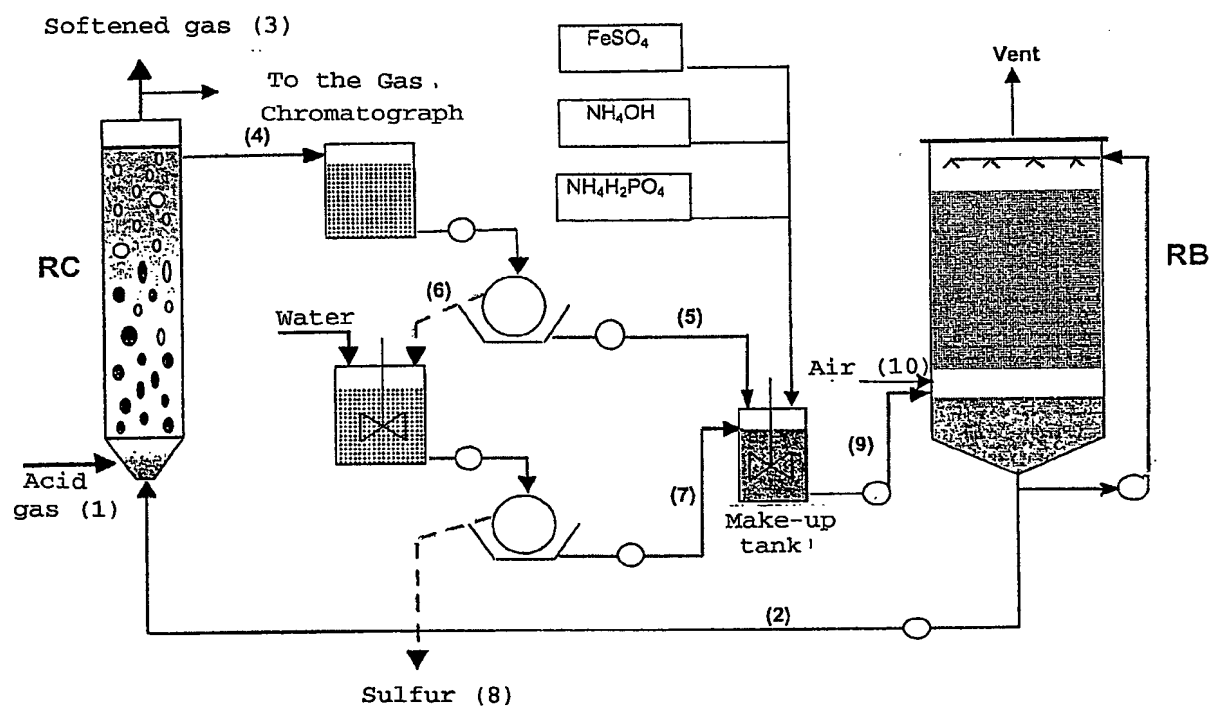 Softened gas (3)
To the Gas
Chromatograph
(4)
FeSO₄
NH₄OH
NH₄H₂PO₄
Vent
RC
RB
(6)
Water
(5)
Air (10)
Acid
gas (1)
(7)
(9)
Make-up
tank
(2)
Sulfur (8)